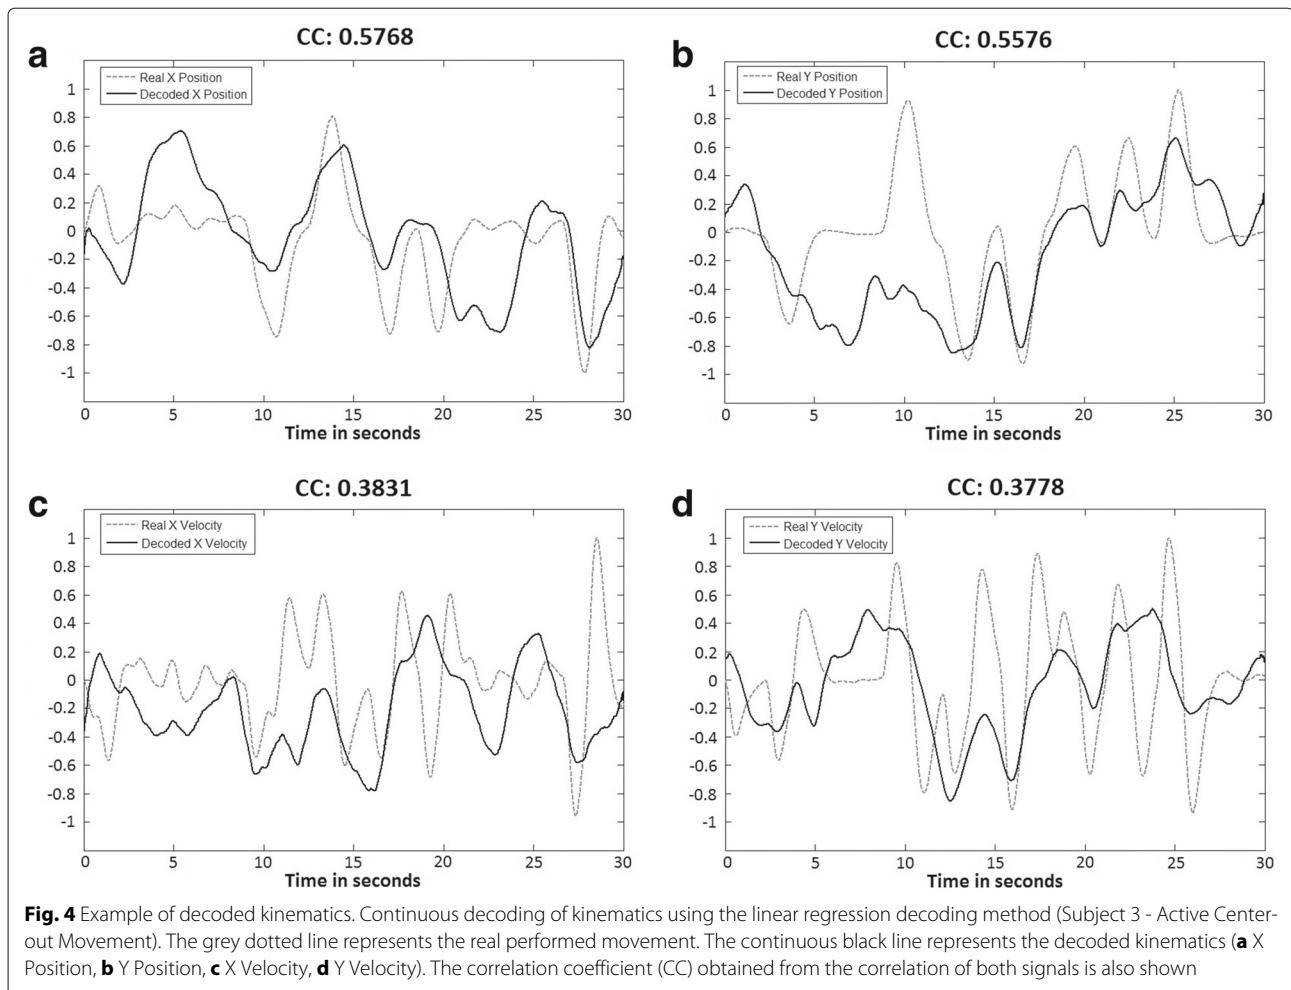 CC: 0.5768
a
Real X Position
Decoded X Position
1
0.8
0.6
0.4
0.2
0
-0.2
-0.4
-0.6
-0.8
-1
0 5 10 15 20 25 30
Time in seconds
CC: 0.5576
b
Real Y Position
Decoded Y Position
1
0.8
0.6
0.4
0.2
0
-0.2
-0.4
-0.6
-0.8
-1
0 5 10 15 20 25 30
Time in seconds
CC: 0.3831
c
Real X Velocity
Decoded X Velocity
1
0.8
0.6
0.4
0.2
0
-0.2
-0.4
-0.6
-0.8
-1
0 5 10 15 20 25 30
Time in seconds
CC: 0.3778
d
Real Y Velocity
Decoded Y Velocity
1
0.8
0.6
0.4
0.2
0
-0.2
-0.4
-0.6
-0.8
-1
0 5 10 15 20 25 30
Time in seconds
Fig. 4 Example of decoded kinematics. Continuous decoding of kinematics using the linear regression decoding method (Subject 3 - Active Center-
out Movement). The grey dotted line represents the real performed movement. The continuous black line represents the decoded kinematics (a X
Position, b Y Position, c X Velocity, d Y Velocity). The correlation coefficient (CC) obtained from the correlation of both signals is also shown